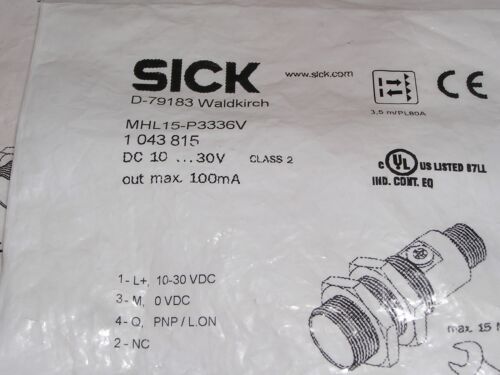 SICK
www.sick.com
CE
D-79183 Waldkirch
3,5 m/PL80A
MHL15-P3336V
1 043 815
DC 10 ...30V CLASS 2
out max. 100mA
c UL US LISTED 87LL
IND. CONT. EQ
1- L+, 10-30 VDC
3- M, 0 VDC
4- Q, PNP / L.ON
2- NC
max. 15 N